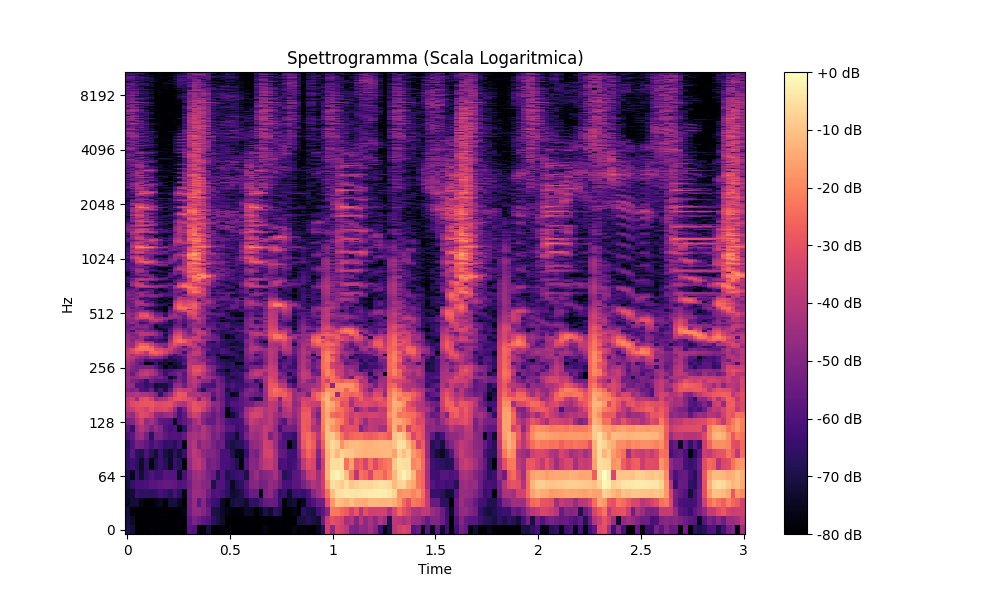 Spettrogramma (Scala Logaritmica)
Hz
8192
4096
2048
1024
512
256
128
64
0
0
0.5
1
1.5
2
2.5
3
Time
+0 dB
-10 dB
-20 dB
-30 dB
-40 dB
-50 dB
-60 dB
-70 dB
-80 dB